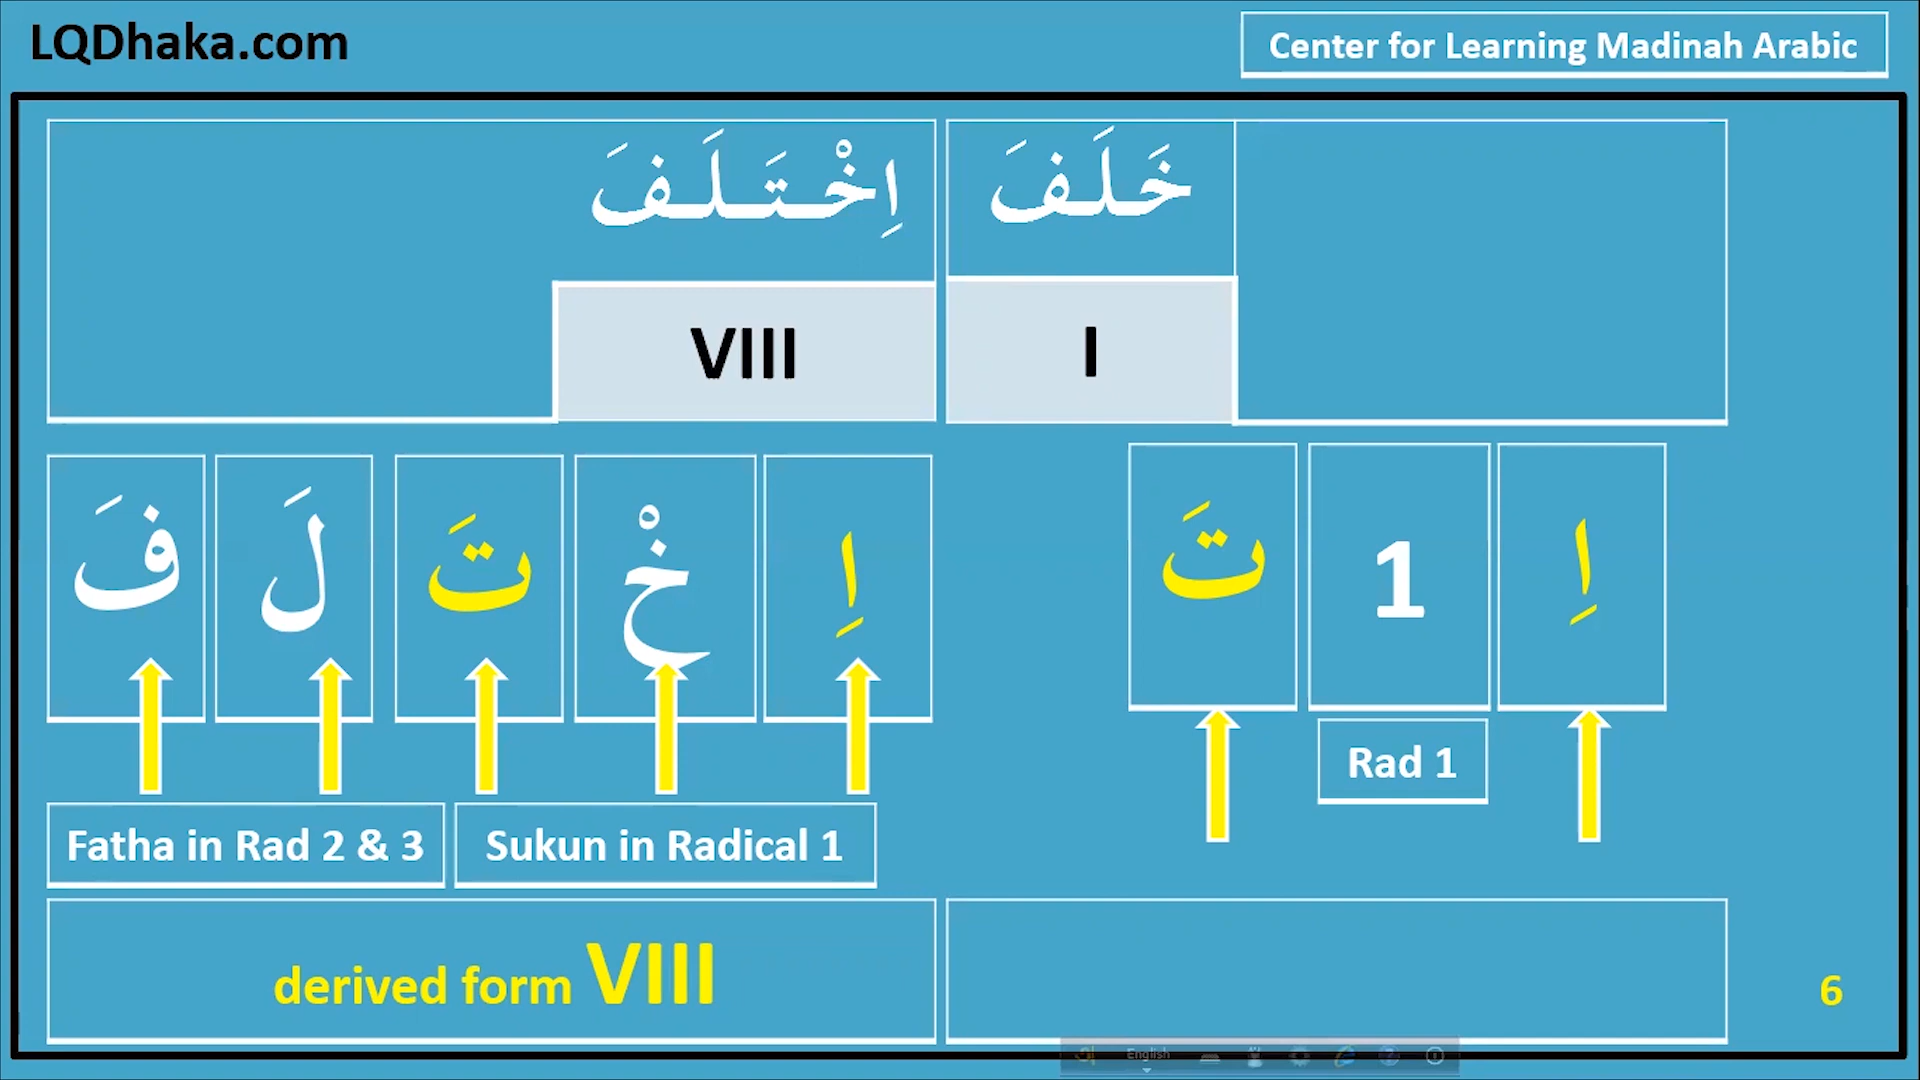 LQDhaka.com
Center for Learning Madinah Arabic
خَلَفَ
اِخْتَلَفَ
I
VIII
اِ
1
تَ
Rad 1
اِ
خْ
تَ
لَ
فَ
Fatha in Rad 2 & 3
Sukun in Radical 1
derived form VIII
6
English